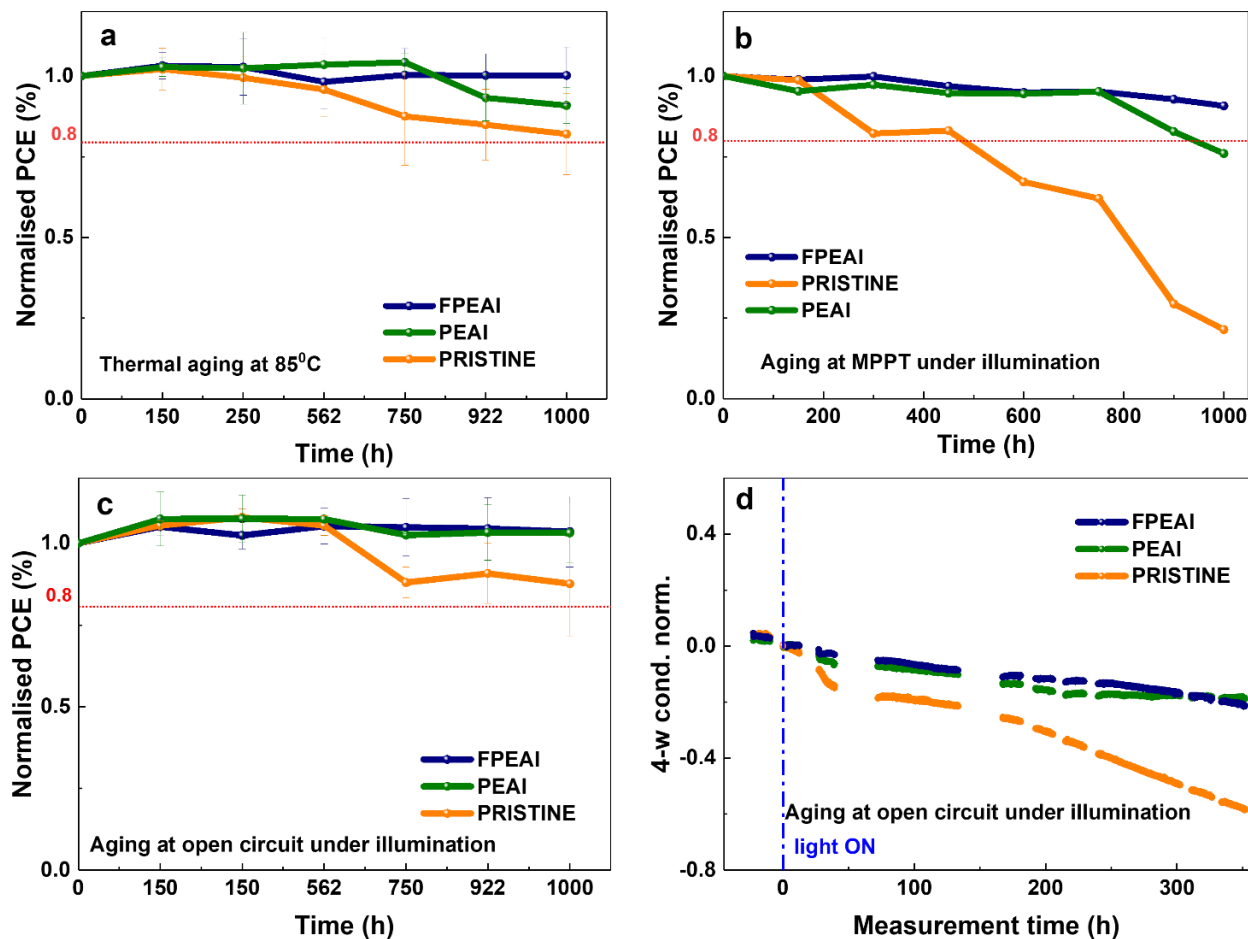 a
Normalised PCE (%)
1.0
0.8
0.5
0.0
FPEAI
PEAI
PRISTINE
Thermal aging at 85⁰C
0 150 250 562 750 922 1000
Time (h)
b
Normalised PCE (%)
1.0
0.8
0.5
0.0
FPEAI
PRISTINE
PEAI
Aging at MPPT under illumination
0 200 400 600 800 1000
Time (h)
c
Normalised PCE (%)
1.0
0.8
0.5
0.0
FPEAI
PEAI
PRISTINE
Aging at open circuit under illumination
0 150 150 562 750 922 1000
Time (h)
d
4-w cond. norm.
0.4
0.0
-0.4
-0.8
FPEAI
PEAI
PRISTINE
Aging at open circuit under illumination
light ON
0 100 200 300
Measurement time (h)